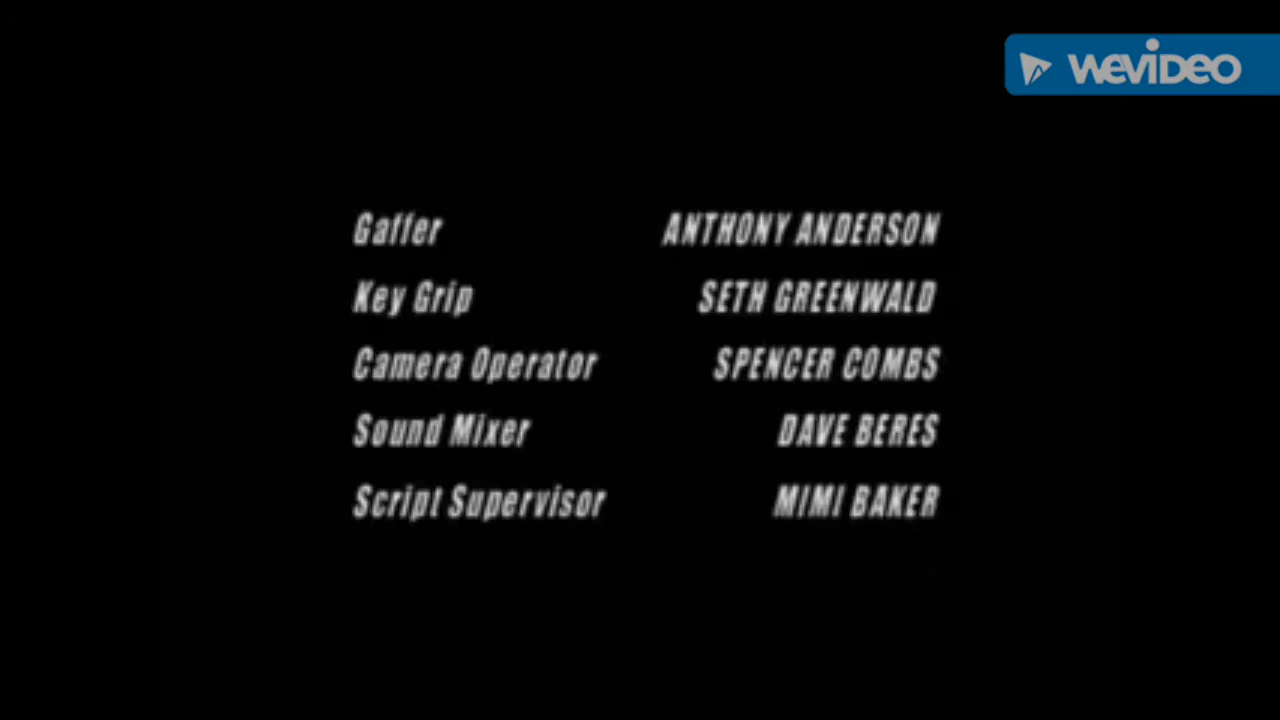 wevideo
Gaffer ANTHONY ANDERSON
Key Grip SETH GREENWALD
Camera Operator SPENCER COMBS
Sound Mixer DAVE BERES
Script Supervisor MIMI BAKER